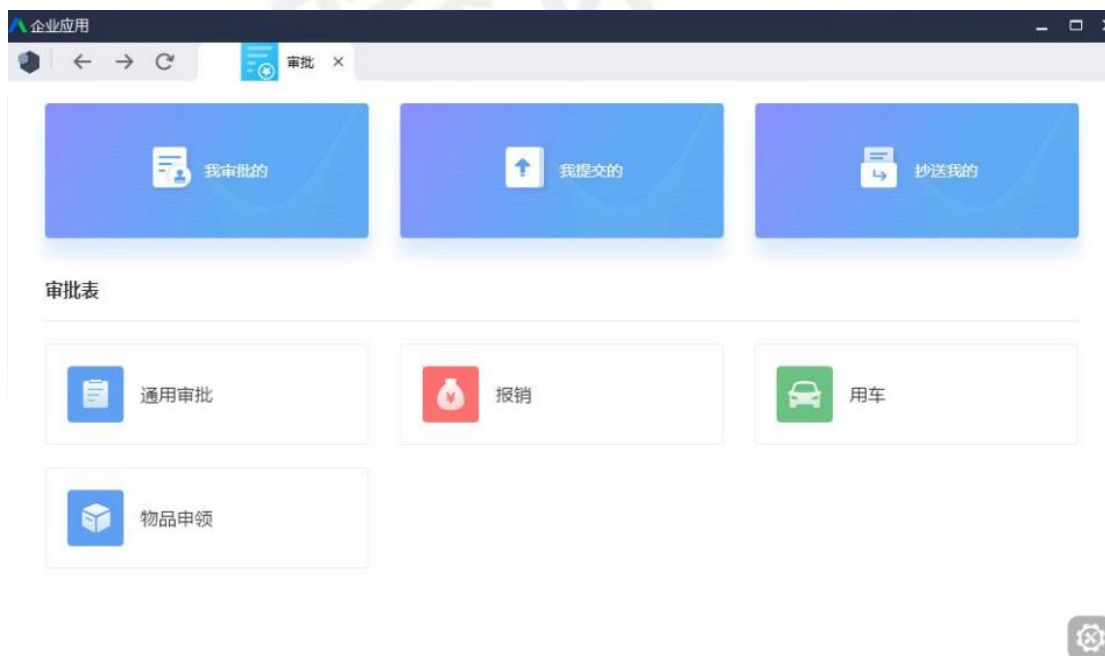 企业应用
审批
我审批的
我提交的
抄送我的
审批表
通用审批
报销
用车
物品申领